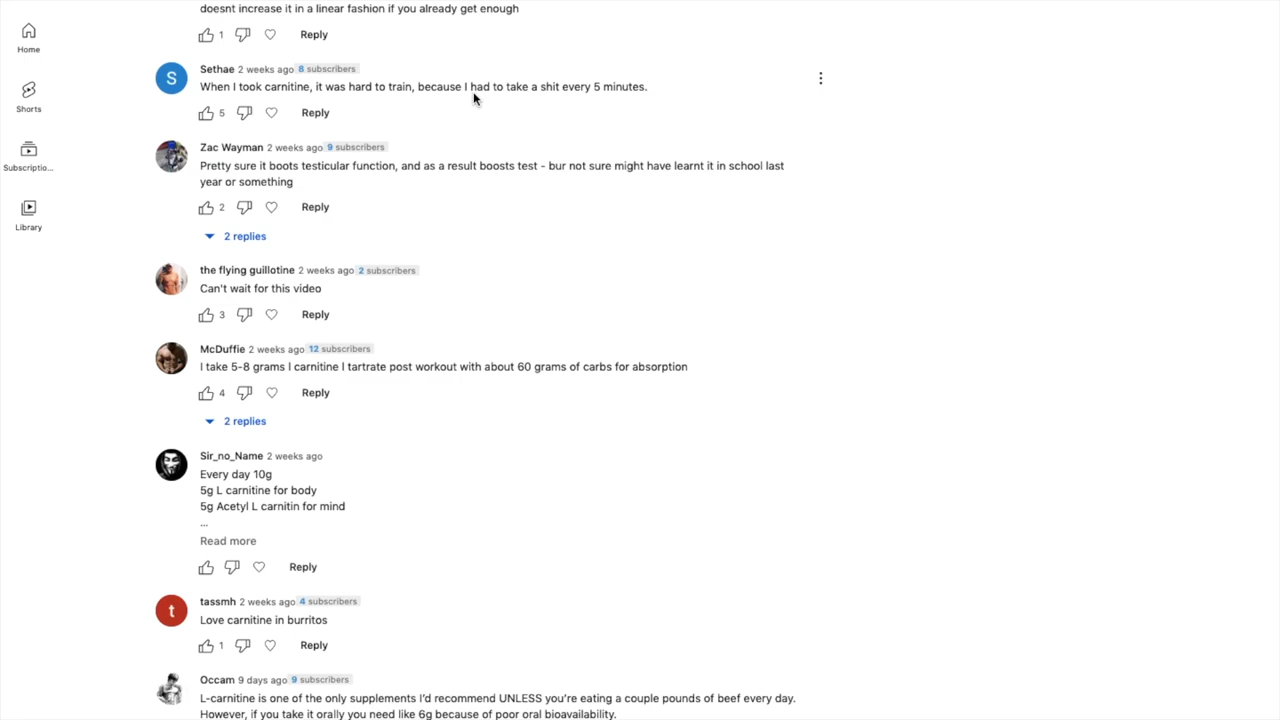 doesnt increase it in a linear fashion if you already get enough
1 Reply
Home
Sethae 2 weeks ago 8 subscribers
When I took carnitine, it was hard to train, because I had to take a shit every 5 minutes.
5 Reply
Shorts
Zac Wayman 2 weeks ago 9 subscribers
Pretty sure it boots testicular function, and as a result boosts test - bur not sure might have learnt it in school last
year or something
Subscriptio...
2 Reply
Library
2 replies
the flying guillotine 2 weeks ago 2 subscribers
Can't wait for this video
3 Reply
McDuffie 2 weeks ago 12 subscribers
I take 5-8 grams l carnitine l tartrate post workout with about 60 grams of carbs for absorption
4 Reply
2 replies
Sir_no_Name 2 weeks ago
Every day 10g
5g L carnitine for body
5g Acetyl L carnitin for mind
...
Read more
Reply
t
tassmh 2 weeks ago 4 subscribers
Love carnitine in burritos
1 Reply
Occam 9 days ago 9 subscribers
L-carnitine is one of the only supplements I'd recommend UNLESS you're eating a couple pounds of beef every day.
However, if you take it orally you need like 6g because of poor oral bioavailability.
S